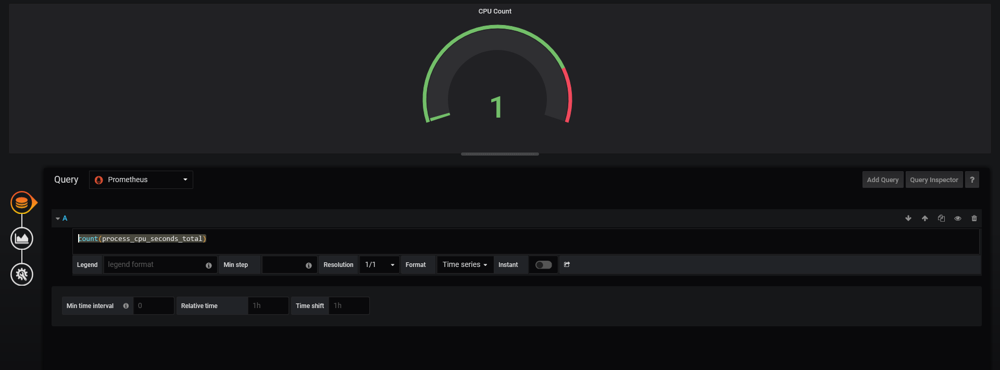 CPU Count
1
Query Prometheus Add Query Query Inspector ?
A
count(process_cpu_seconds_total)
Legend legend format Min step Resolution 1/1 Format Time series Instant
Min time interval 0 Relative time 1h Time shift 1h